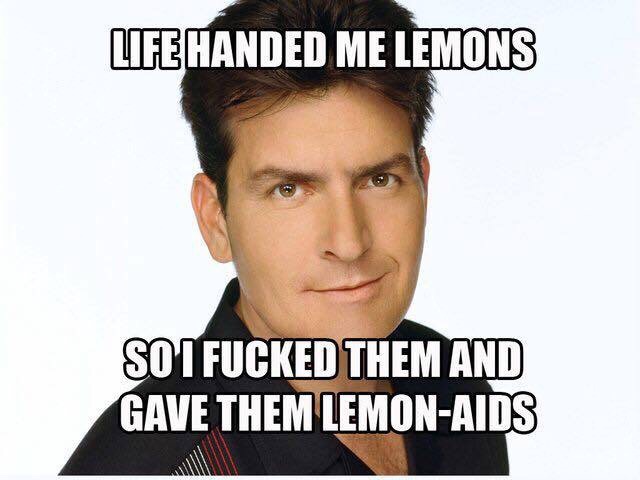 LIFE HANDED ME LEMONS
SO I FUCKED THEM AND
GAVE THEM LEMON-AIDS